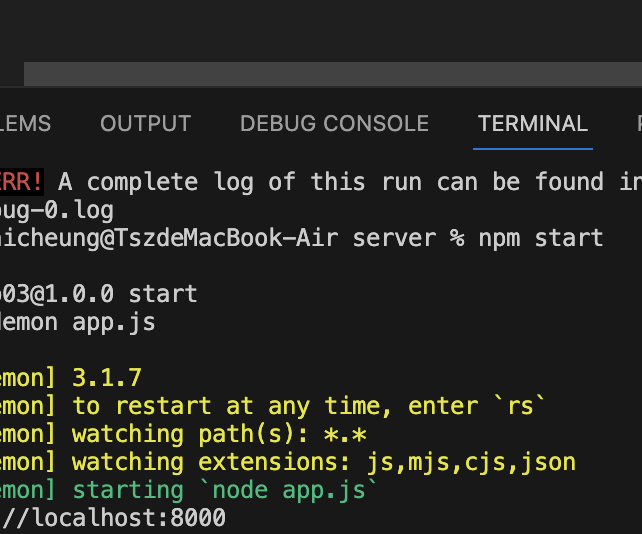 LEMS OUTPUT DEBUG CONSOLE TERMINAL
ERR! A complete log of this run can be found in
bug-0.log
icheung@TszdeMacBook-Air server % npm start
03@1.0.0 start
demon app.js
emon] 3.1.7
emon] to restart at any time, enter `rs`
emon] watching path(s): *.*
emon] watching extensions: js,mjs,cjs,json
emon] starting `node app.js`
//localhost:8000